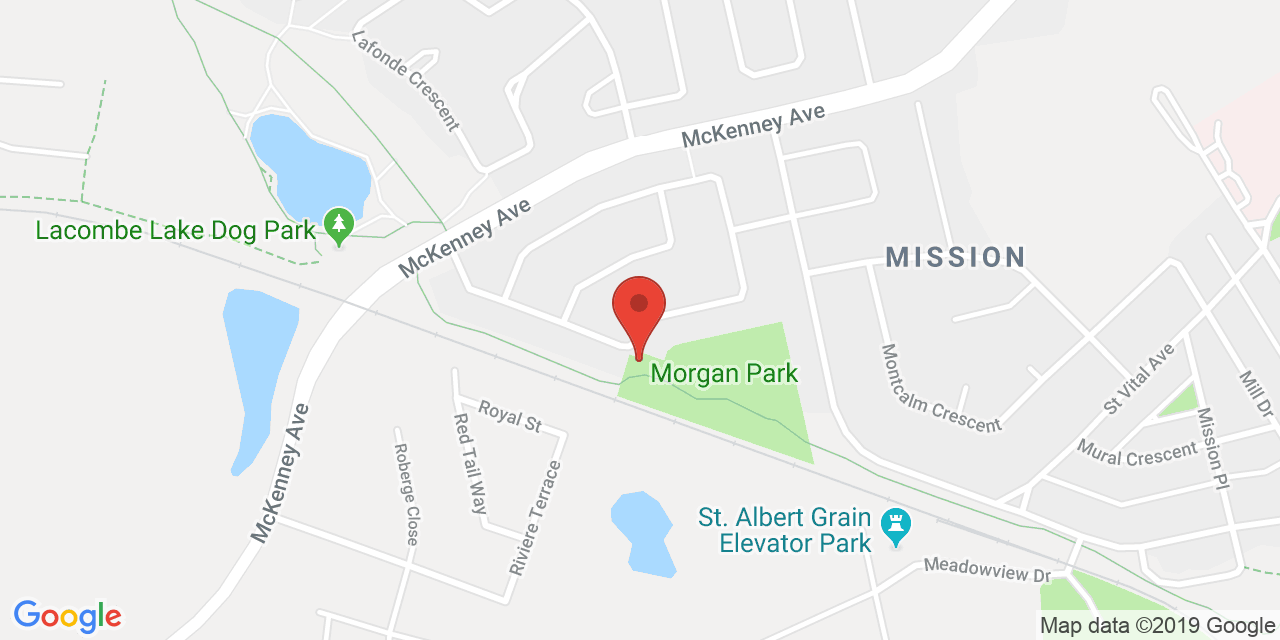 Lafonde Crescent
McKenney Ave
Lacombe Lake Dog Park
McKenney Ave
MISSION
Morgan Park
Montcalm Crescent
St Vital Ave
Mill Dr
Mission Pl
Mural Crescent
Royal St
Red Tail Way
Roberge Close
Riviere Terrace
McKenney Ave
St. Albert Grain
Elevator Park
Meadowview Dr
Google
Map data ©2019 Google